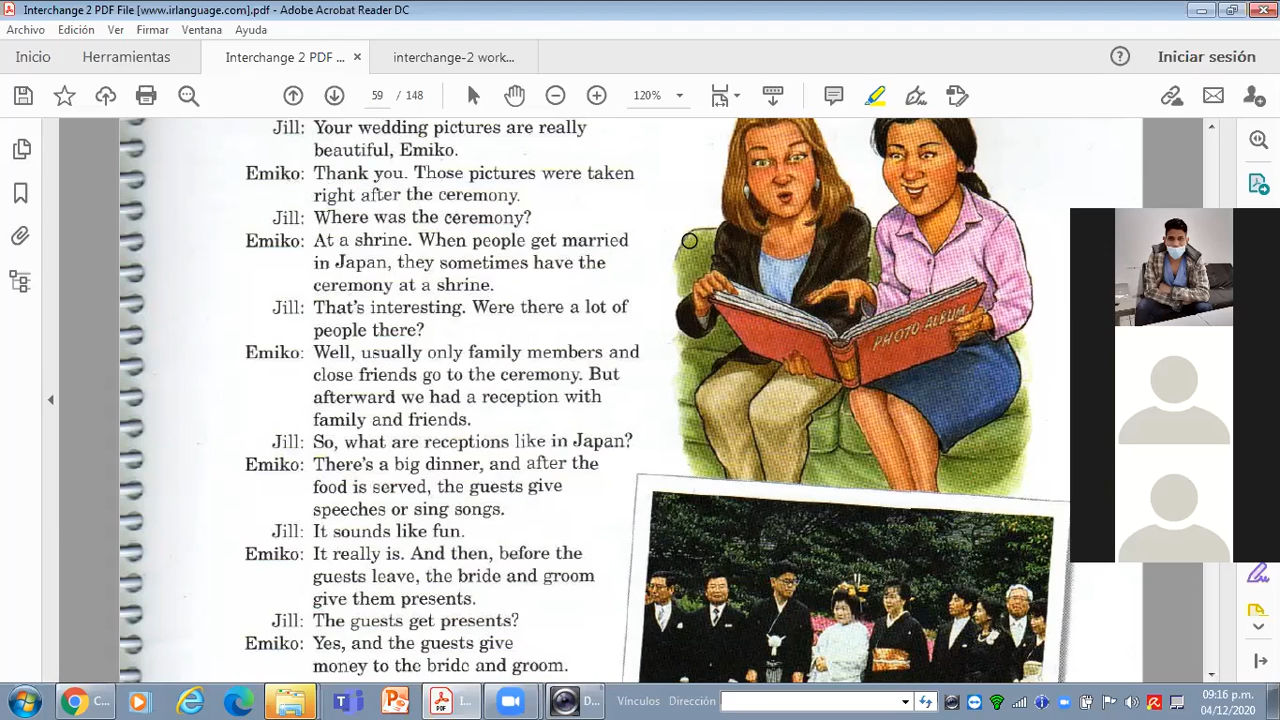 Interchange 2 PDF File [www.irlanguage.com].pdf - Adobe Acrobat Reader DC
Archivo Edición Ver Firmar Ventana Ayuda
Inicio Herramientas Interchange 2 PDF ... × interchange-2 work... Iniciar sesión
59 / 148 120%
Jill: Your wedding pictures are really
beautiful, Emiko.
Emiko: Thank you. Those pictures were taken
right after the ceremony.
Jill: Where was the ceremony?
Emiko: At a shrine. When people get married
in Japan, they sometimes have the
ceremony at a shrine.
Jill: That's interesting. Were there a lot of
people there?
Emiko: Well, usually only family members and
close friends go to the ceremony. But
afterward we had a reception with
family and friends.
Jill: So, what are receptions like in Japan?
Emiko: There's a big dinner, and after the
food is served, the guests give
speeches or sing songs.
Jill: It sounds like fun.
Emiko: It really is. And then, before the
guests leave, the bride and groom
give them presents.
Jill: The guests get presents?
Emiko: Yes, and the guests give
money to the bride and groom.
PHOTO ALBUM
C... I... D... Vínculos Dirección 09:16 p.m.
04/12/2020